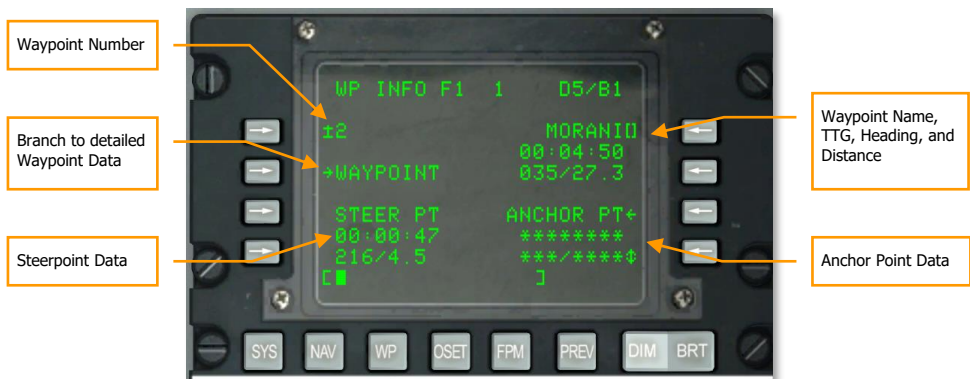 Waypoint Number
Branch to detailed
Waypoint Data
Steerpoint Data
WP INFO F1 1 D5/B1
±2 MORANI[]
00:04:50
→WAYPOINT 035/27.3
STEER PT ANCHOR PT←
00:00:47 ********
216/4.5 ***/****↕
[ ]
SYS NAV WP OSET FPM PREV DIM BRT
Waypoint Name,
TTG, Heading, and
Distance
Anchor Point Data